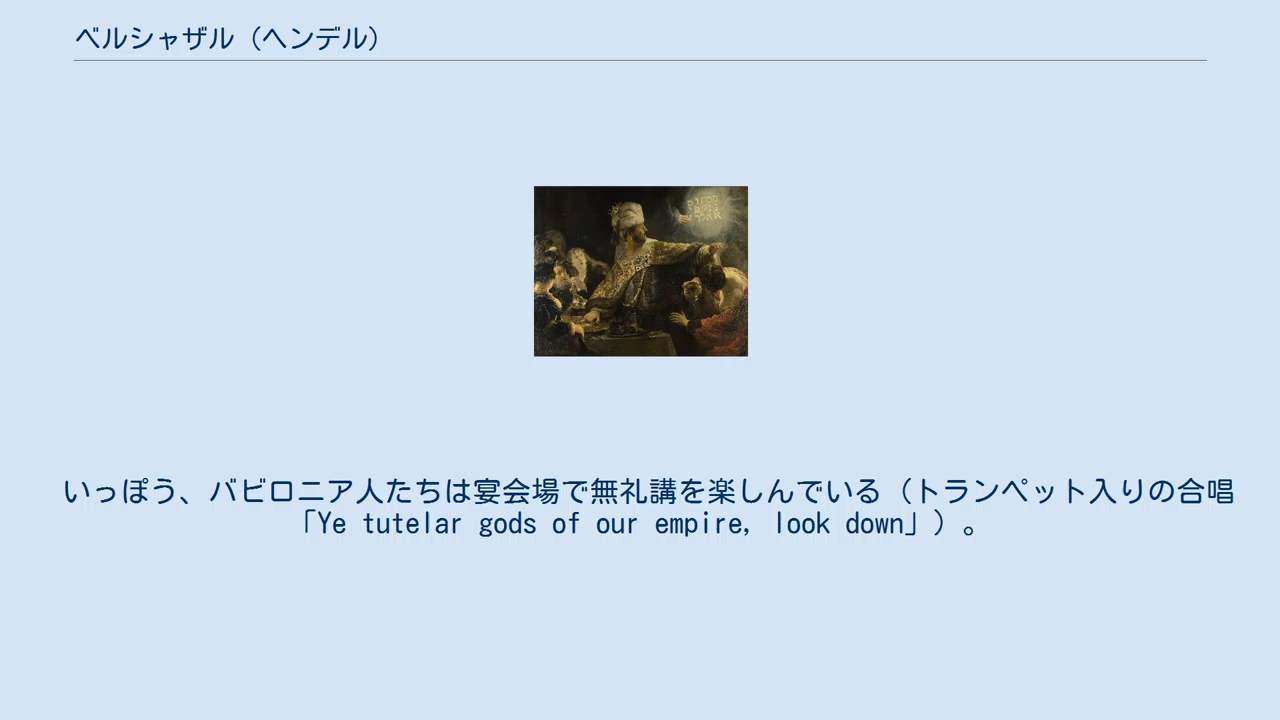 ベルシャザル（ヘンデル）
いっぽう、バビロニア人たちは宴会場で無礼講を楽しんでいる（トランペット入りの合唱
「Ye tutelar gods of our empire, look down」）。